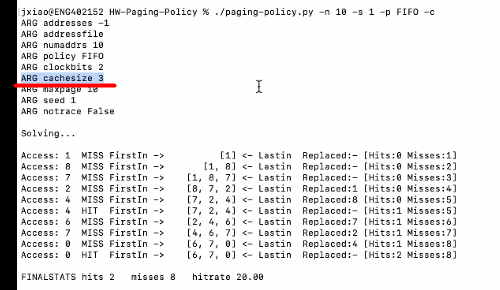 jxiao@ENG402152 HW-Paging-Policy % ./paging-policy.py -n 10 -s 1 -p FIFO -c
ARG addresses -1
ARG addressfile
ARG numaddrs 10
ARG policy FIFO
ARG clockbits 2
ARG cachesize 3
ARG maxpage 10
ARG seed 1
ARG notrace False
Solving...
Access: 1 MISS FirstIn -> [1] <- Lastin Replaced:- [Hits:0 Misses:1]
Access: 8 MISS FirstIn -> [1, 8] <- Lastin Replaced:- [Hits:0 Misses:2]
Access: 7 MISS FirstIn -> [1, 8, 7] <- Lastin Replaced:- [Hits:0 Misses:3]
Access: 2 MISS FirstIn -> [8, 7, 2] <- Lastin Replaced:1 [Hits:0 Misses:4]
Access: 4 MISS FirstIn -> [7, 2, 4] <- Lastin Replaced:8 [Hits:0 Misses:5]
Access: 4 HIT FirstIn -> [7, 2, 4] <- Lastin Replaced:- [Hits:1 Misses:5]
Access: 6 MISS FirstIn -> [2, 4, 6] <- Lastin Replaced:7 [Hits:1 Misses:6]
Access: 7 MISS FirstIn -> [4, 6, 7] <- Lastin Replaced:2 [Hits:1 Misses:7]
Access: 0 MISS FirstIn -> [6, 7, 0] <- Lastin Replaced:4 [Hits:1 Misses:8]
Access: 0 HIT FirstIn -> [6, 7, 0] <- Lastin Replaced:- [Hits:2 Misses:8]
FINALSTATS hits 2 misses 8 hitrate 20.00